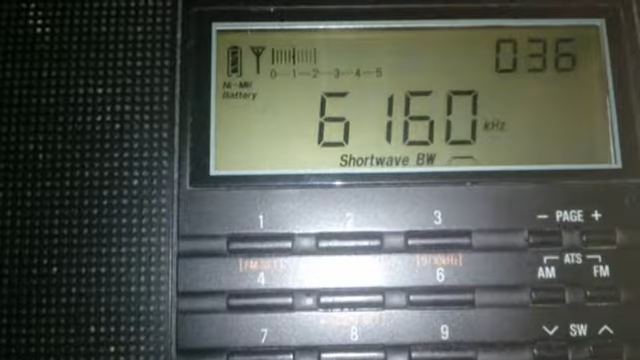 036
0-1-2-3-4-5
Ni-MH
Battery
6160 kHz
Shortwave BW
1 2 3 - PAGE +
ATS
4 6 AM FM
7 8 9 SW